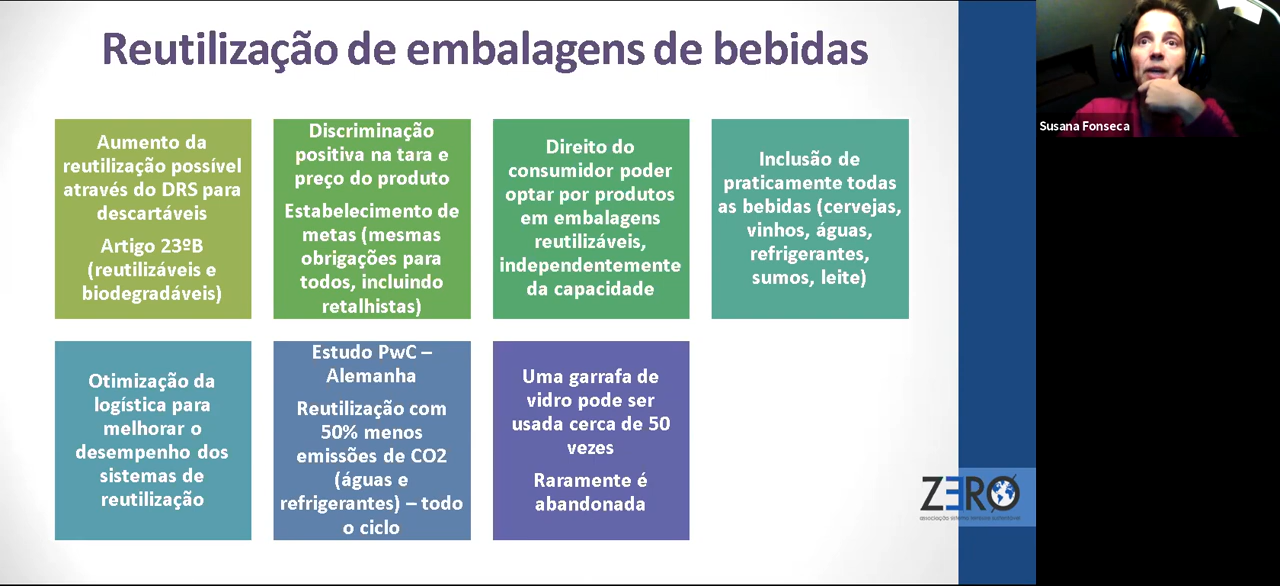 Reutilização de embalagens de bebidas
Susana Fonseca
Aumento da
reutilização possível
através do DRS para
descartáveis
Artigo 23ºB
(reutilizáveis e
biodegradáveis)
Discriminação
positiva na tara e
preço do produto
Estabelecimento de
metas (mesmas
obrigações para
todos, incluindo
retalhistas)
Direito do
consumidor poder
optar por produtos
em embalagens
reutilizáveis,
independentemente
da capacidade
Inclusão de
praticamente todas
as bebidas (cervejas,
vinhos, águas,
refrigerantes,
sumos, leite)
Otimização da
logística para
melhorar o
desempenho dos
sistemas de
reutilização
Estudo PwC –
Alemanha
Reutilização com
50% menos
emissões de CO2
(águas e
refrigerantes) – todo
o ciclo
Uma garrafa de
vidro pode ser
usada cerca de 50
vezes
Raramente é
abandonada
ZERO
associação sistema terrestre sustentável